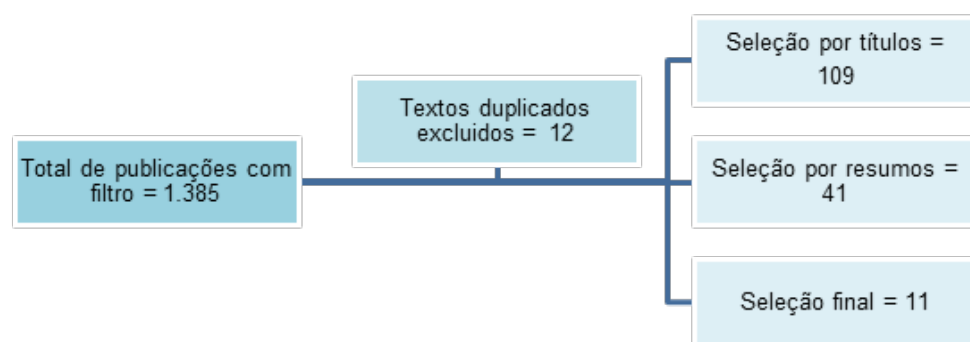 Total de publicações com
filtro = 1.385
Textos duplicados
excluidos = 12
Seleção por títulos =
109
Seleção por resumos =
41
Seleção final = 11